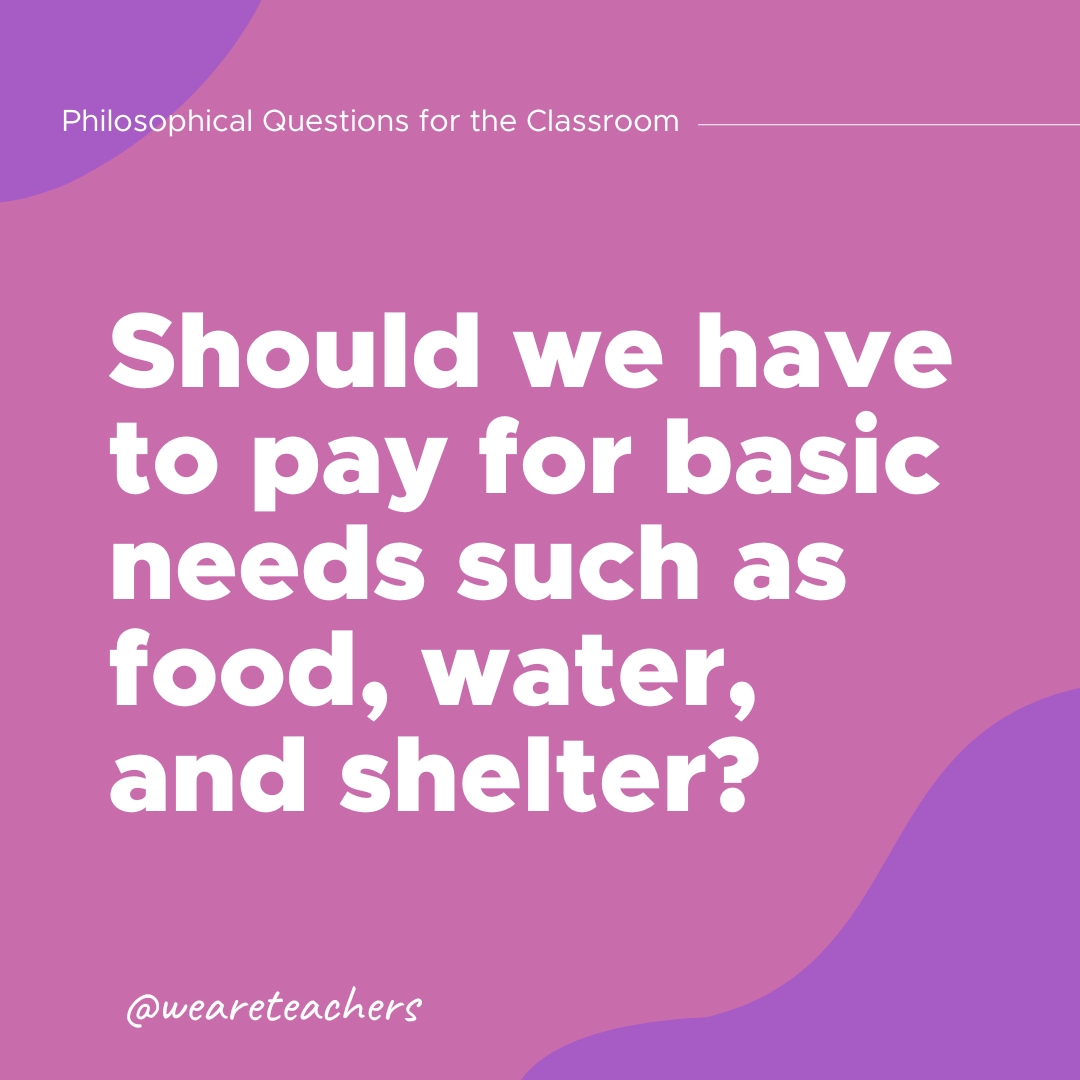 Philosophical Questions for the Classroom
Should we have
to pay for basic
needs such as
food, water,
and shelter?
@weareteachers